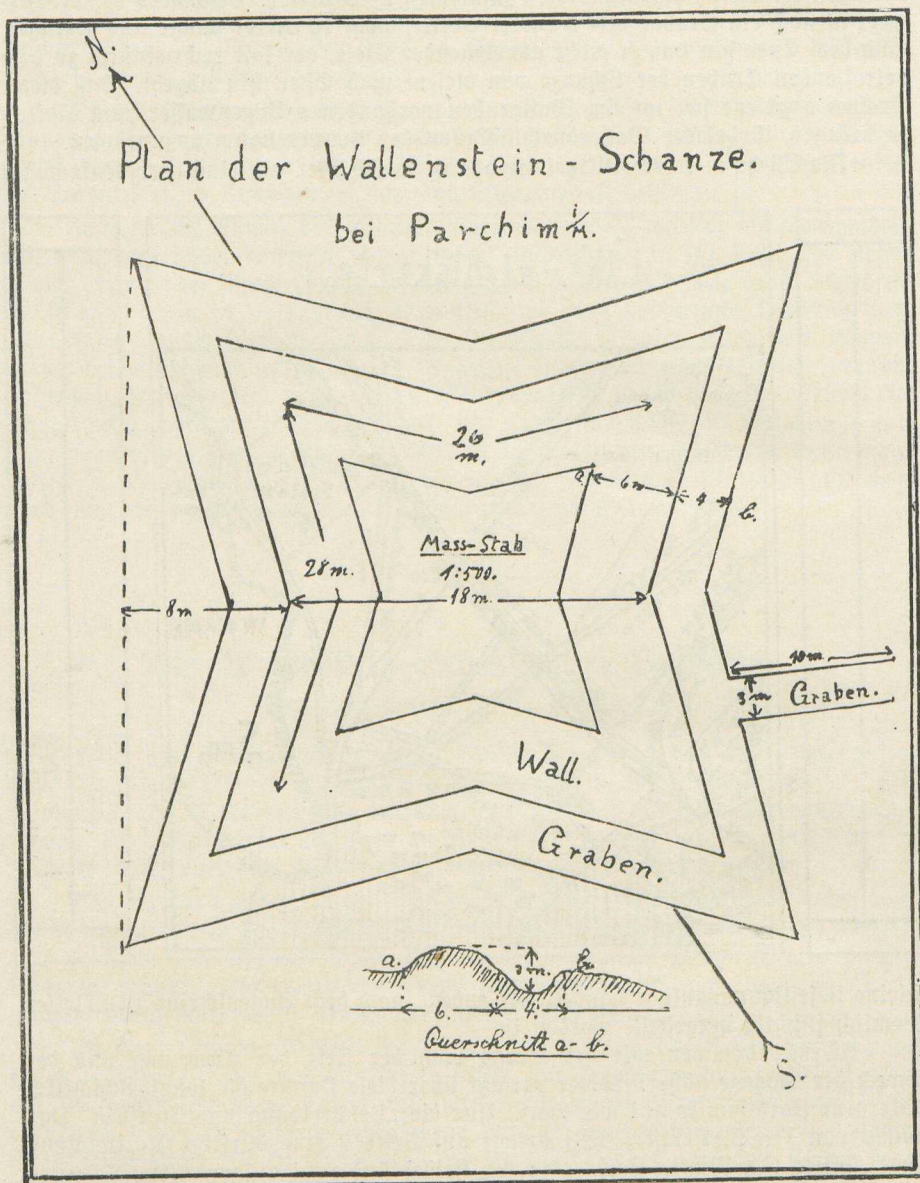 N.
Plan der Wallenstein - Schanze.
bei Parchim i/M.
26
m.
a.
6m
4
b.
Mass-Stab
1:500.
28m.
18m.
8m
10m.
3m
Graben.
Wall.
Graben.
a.
3m.
b.
6.
4.
Querschnitt a - b.
S.